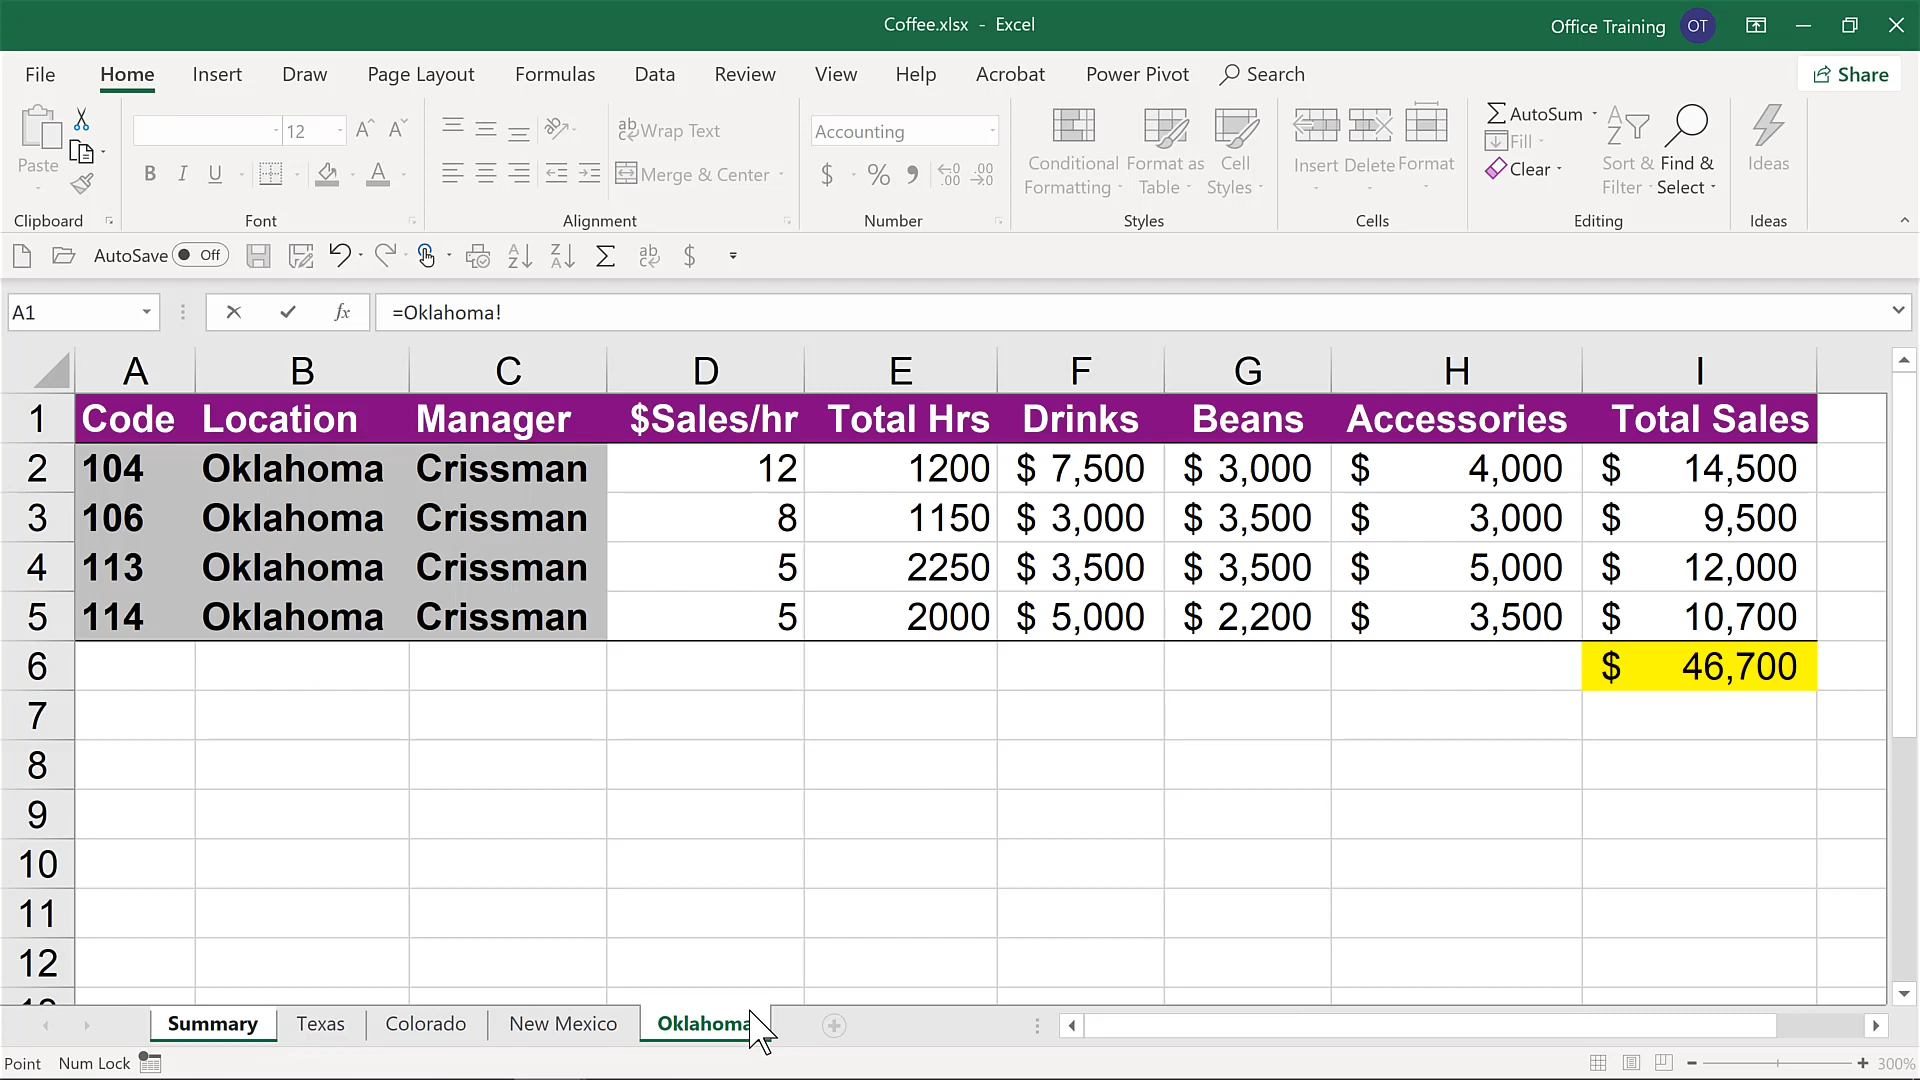 Coffee.xlsx - Excel
Office Training OT
File Home Insert Draw Page Layout Formulas Data Review View Help Acrobat Power Pivot Search Share
Paste
Clipboard
12
B I U A
Font
Wrap Text
Merge & Center
Alignment
Accounting
$ % ,
Number
Conditional Formatting
Format as Table
Cell Styles
Styles
Insert Delete Format
Cells
AutoSum
Fill
Clear
Sort & Filter
Find & Select
Editing
Ideas
Ideas
AutoSave Off
A1 fx =Oklahoma!
A B C D E F G H I
1 Code Location Manager $Sales/hr Total Hrs Drinks Beans Accessories Total Sales
2 104 Oklahoma Crissman 12 1200 $ 7,500 $ 3,000 $ 4,000 $ 14,500
3 106 Oklahoma Crissman 8 1150 $ 3,000 $ 3,500 $ 3,000 $ 9,500
4 113 Oklahoma Crissman 5 2250 $ 3,500 $ 3,500 $ 5,000 $ 12,000
5 114 Oklahoma Crissman 5 2000 $ 5,000 $ 2,200 $ 3,500 $ 10,700
6 $ 46,700
7
8
9
10
11
12
Summary Texas Colorado New Mexico Oklahoma
Point Num Lock 300%